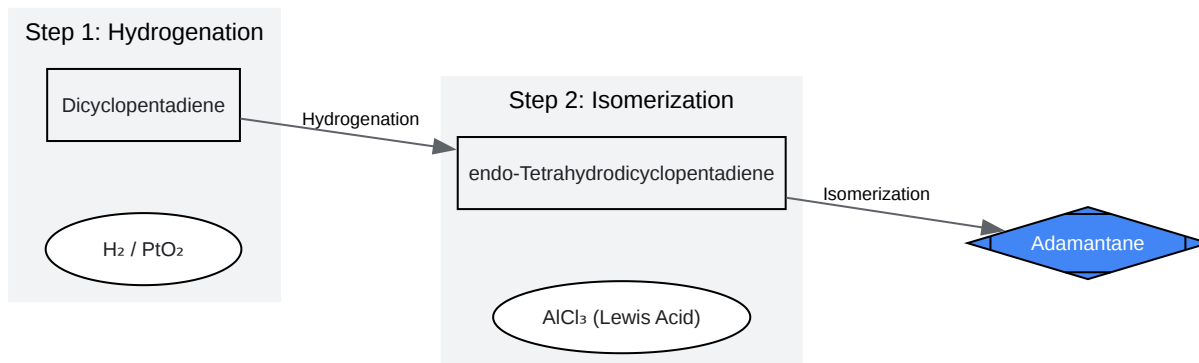 Step 1: Hydrogenation
Dicyclopentadiene
H₂ / PtO₂
Hydrogenation
Step 2: Isomerization
endo-Tetrahydrodicyclopentadiene
AlCl₃ (Lewis Acid)
Isomerization
Adamantane